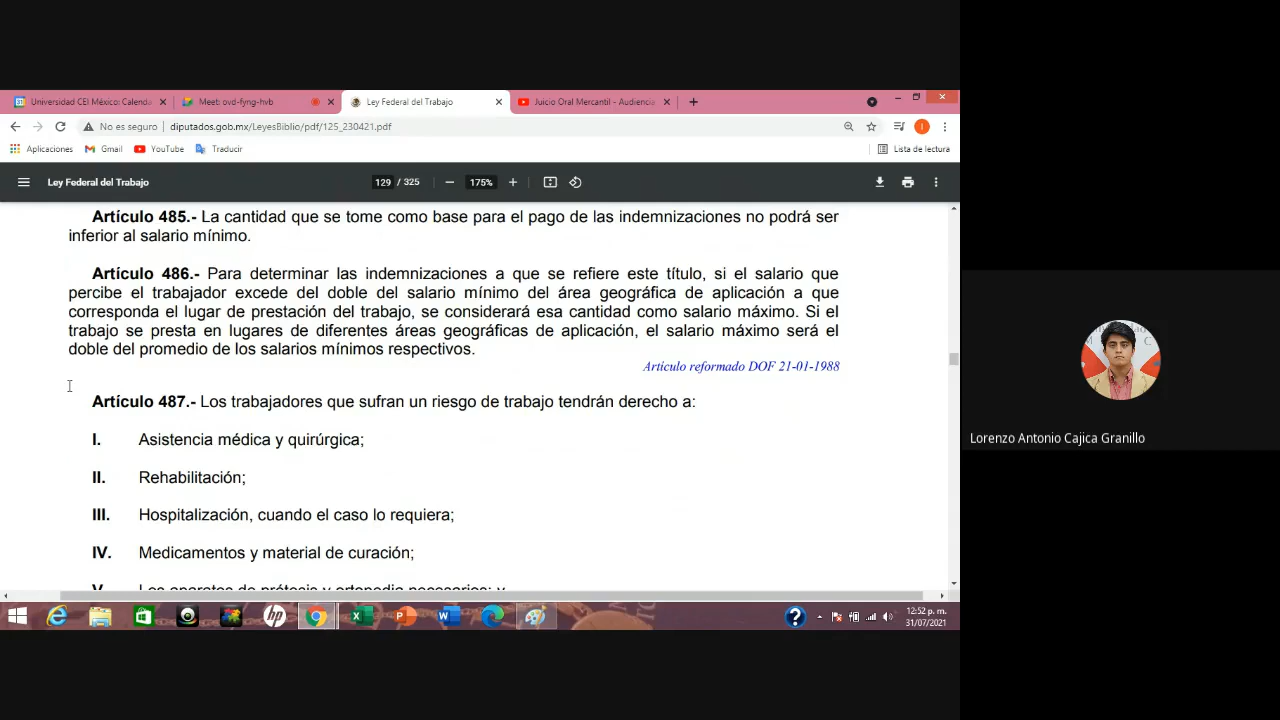 Universidad CEI México: Calenda
Meet: ovd-fyng-hvb
Ley Federal del Trabajo
Juicio Oral Mercantil - Audiencia
No es seguro
deputados.gob.mx/LeyesBiblio/pdf/125_230421.pdf
Aplicaciones
Gmail
YouTube
Traducir
Lista de lectura
Ley Federal del Trabajo
129 / 325
175%
Artículo 485.- La cantidad que se tome como base para el pago de las indemnizaciones no podrá ser
inferior al salario mínimo.
Artículo 486.- Para determinar las indemnizaciones a que se refiere este título, si el salario que
percibe el trabajador excede del doble del salario mínimo del área geográfica de aplicación a que
corresponda el lugar de prestación del trabajo, se considerará esa cantidad como salario máximo. Si el
trabajo se presta en lugares de diferentes áreas geográficas de aplicación, el salario máximo será el
doble del promedio de los salarios mínimos respectivos.
Artículo reformado DOF 21-01-1988
Artículo 487.- Los trabajadores que sufran un riesgo de trabajo tendrán derecho a:
I. Asistencia médica y quirúrgica;
II. Rehabilitación;
III. Hospitalización, cuando el caso lo requiera;
IV. Medicamentos y material de curación;
V. Los aparatos de prótesis y ortopedia necesarios; y
12:52 p. m.
31/07/2021
Lorenzo Antonio Cajica Granillo